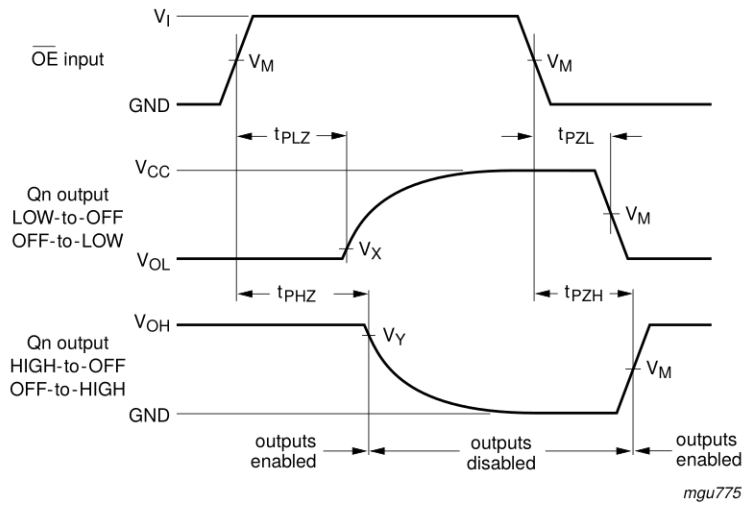 V_I
O̅E̅ input
V_M
V_M
GND
t_PLZ
t_PZL
V_CC
Qn output
LOW-to-OFF
OFF-to-LOW
V_M
V_X
V_OL
t_PHZ
t_PZH
V_OH
Qn output
HIGH-to-OFF
OFF-to-HIGH
V_Y
V_M
GND
outputs
enabled
outputs
disabled
outputs
enabled
mgu775